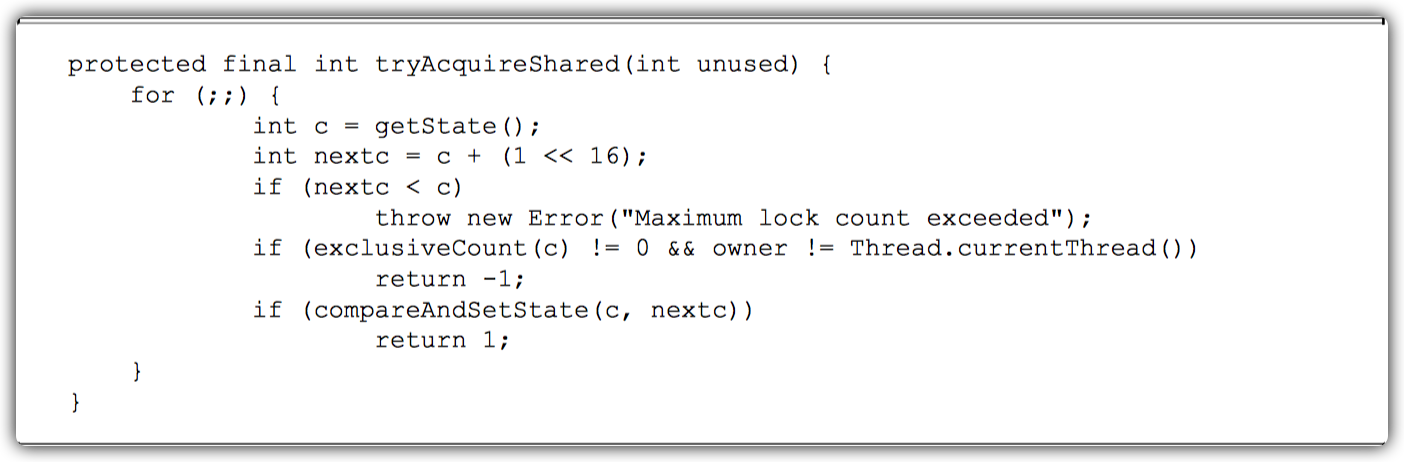 protected final int tryAcquireShared(int unused) {
for (;;) {
int c = getState();
int nextc = c + (1 << 16);
if (nextc < c)
throw new Error("Maximum lock count exceeded");
if (exclusiveCount(c) != 0 && owner != Thread.currentThread())
return -1;
if (compareAndSetState(c, nextc))
return 1;
}
}